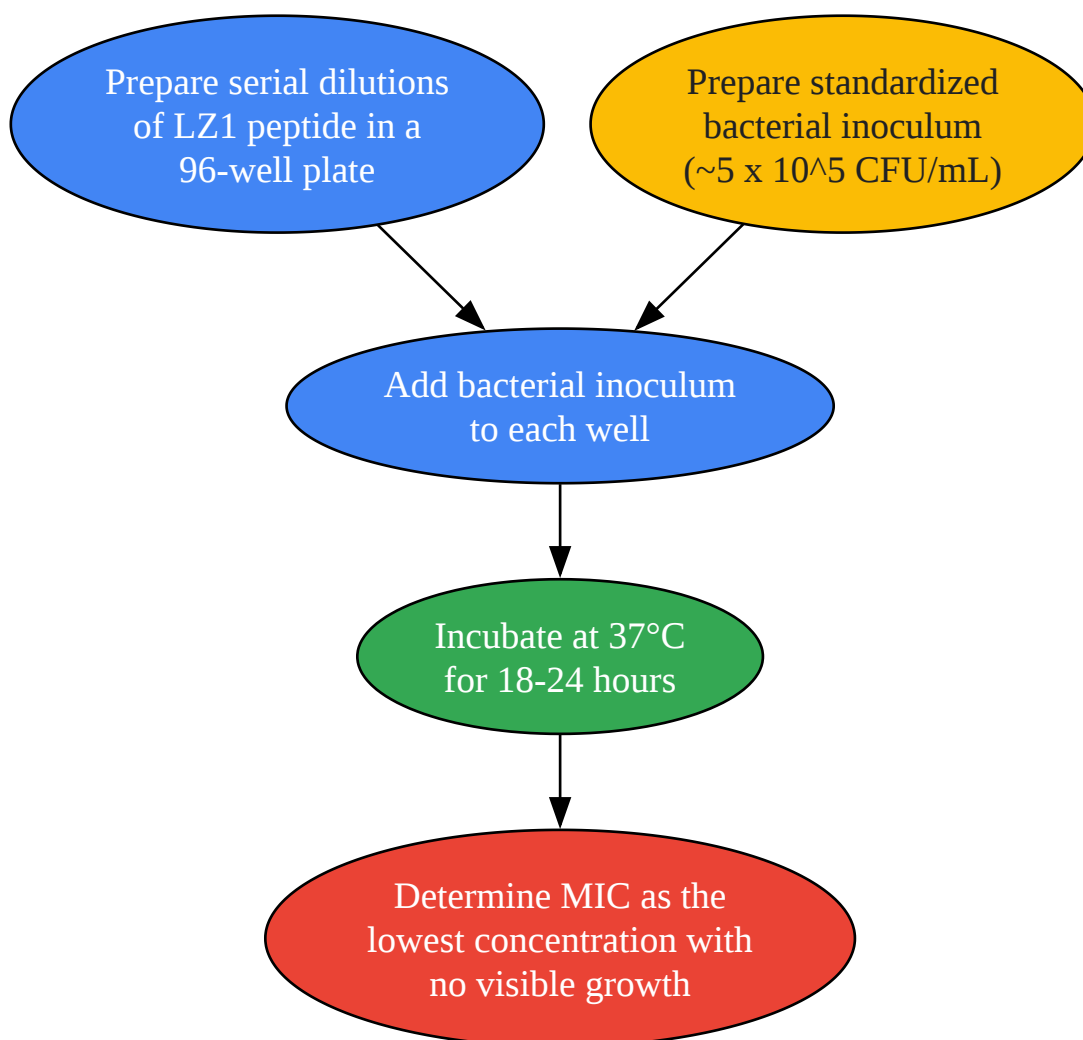 Prepare serial dilutions
of LZ1 peptide in a
96-well plate
Prepare standardized
bacterial inoculum
(~5 x 10^5 CFU/mL)
Add bacterial inoculum
to each well
Incubate at 37°C
for 18-24 hours
Determine MIC as the
lowest concentration with
no visible growth